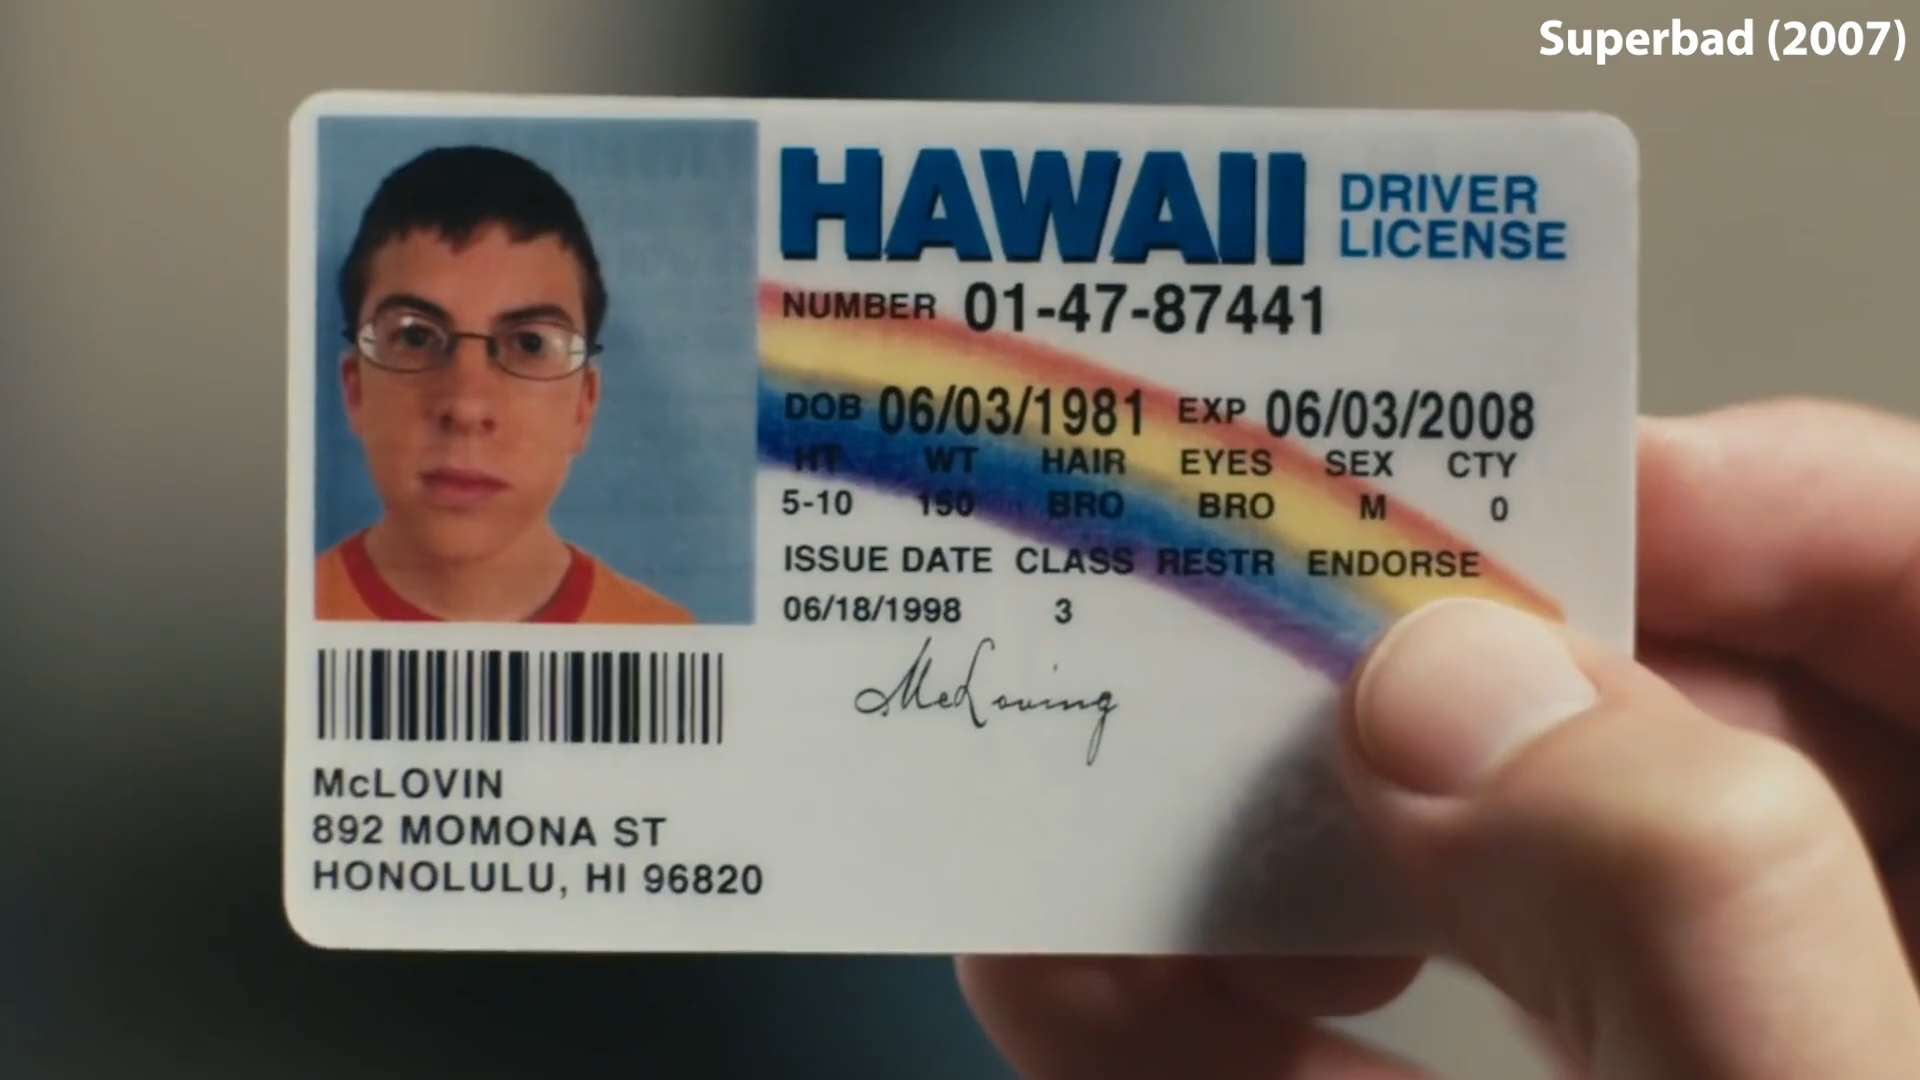 Superbad (2007)
HAWAII DRIVER LICENSE
NUMBER 01-47-87441
DOB 06/03/1981 EXP 06/03/2008
HT WT HAIR EYES SEX CTY
5-10 150 BRO BRO M 0
ISSUE DATE CLASS RESTR ENDORSE
06/18/1998 3
McLoving
McLOVIN
892 MOMONA ST
HONOLULU, HI 96820